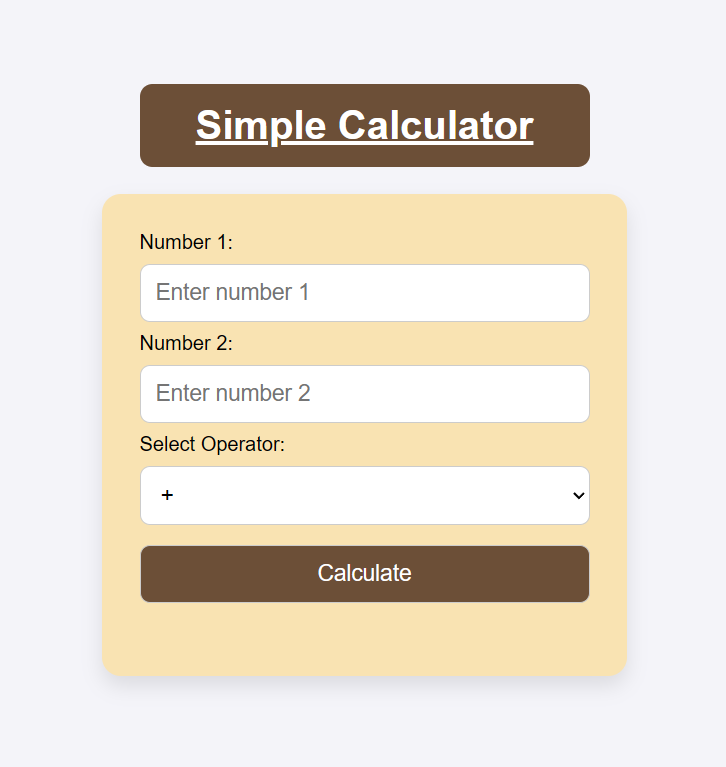 Simple Calculator
Number 1:
Enter number 1
Number 2:
Enter number 2
Select Operator:
+
Calculate